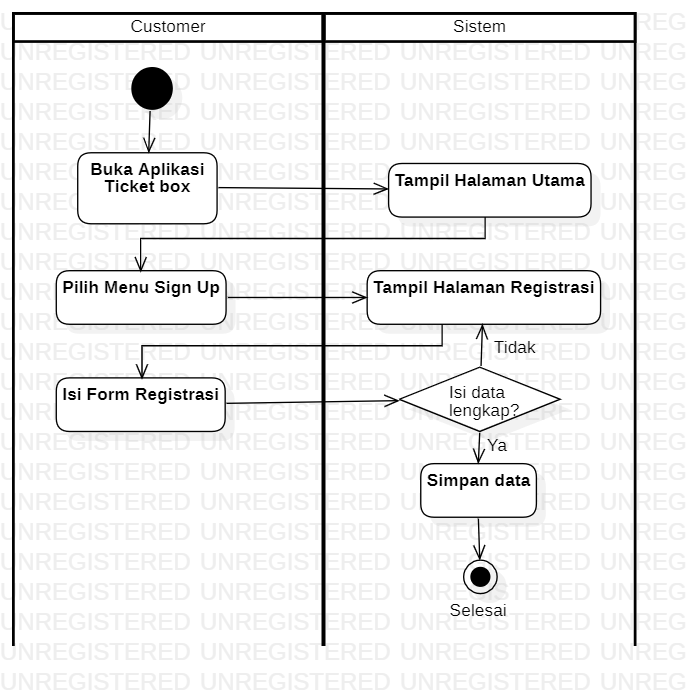 Customer
Sistem
Buka Aplikasi
Ticket box
Tampil Halaman Utama
Pilih Menu Sign Up
Tampil Halaman Registrasi
Tidak
Isi Form Registrasi
Isi data
lengkap?
Ya
Simpan data
Selesai
UNREGISTERED